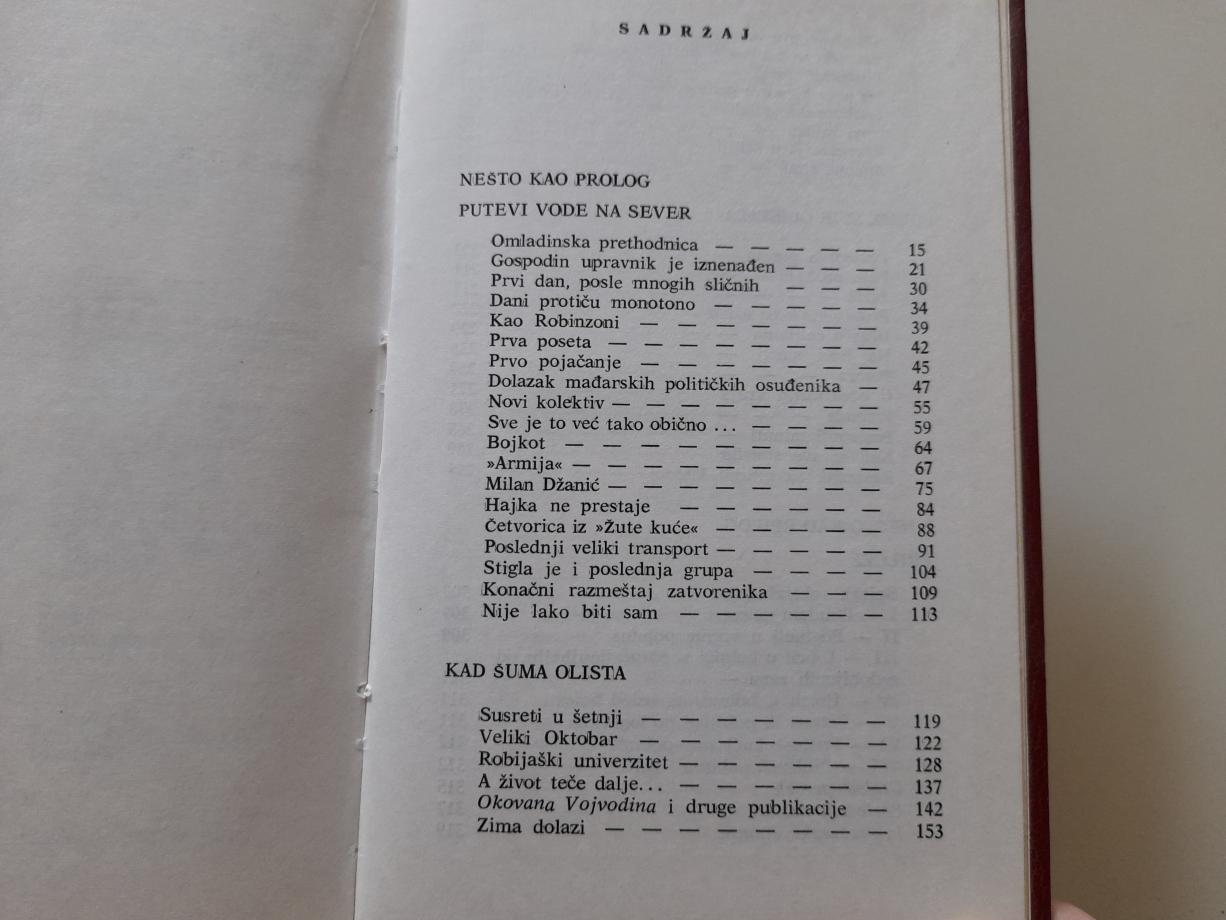 SADRŽAJ
NEŠTO KAO PROLOG
PUTEVI VODE NA SEVER
Omladinska prethodnica — — — — — 15
Gospodin upravnik je iznenađen — — — 21
Prvi dan, posle mnogih sličnih — — — — 30
Dani protiču monotono — — — — — 34
Kao Robinzoni — — — — — — — 39
Prva poseta — — — — — — — — 42
Prvo pojačanje — — — — — — — 45
Dolazak mađarskih političkih osuđenika — 47
Novi kolektiv — — — — — — — — 55
Sve je to već tako obično ... — — — — 59
Bojkot — — — — — — — — — 64
»Armija« — — — — — — — — — 67
Milan Džanić — — — — — — — — 75
Hajka ne prestaje — — — — — — 84
Četvorica iz »Žute kuće« — — — — — 88
Poslednji veliki transport — — — — — 91
Stigla je i poslednja grupa — — — — 104
Konačni razmeštaj zatvorenika — — — 109
Nije lako biti sam — — — — — — 113
KAD ŠUMA OLISTA
Susreti u šetnji — — — — — — — 119
Veliki Oktobar — — — — — — — 122
Robijaški univerzitet — — — — — — 128
A život teče dalje... — — — — — — 137
Okovana Vojvodina i druge publikacije — 142
Zima dolazi — — — — — — — — 153